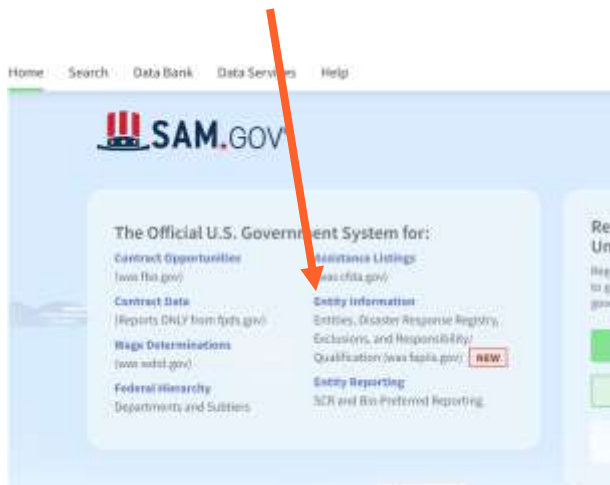 Home Search Data Bank Data Services Help
SAM.GOV
The Official U.S. Government System for:
Contract Opportunities
(was fbo.gov)
Contract Data
(Reports ONLY from fpds.gov)
Wage Determinations
(was wdol.gov)
Federal Hierarchy
Departments and Subtiers
Assistance Listings
(was cfda.gov)
Entity Information
Entities, Disaster Response Registry,
Exclusions, and Responsibility/
Qualification (was fapiis.gov) NEW
Entity Reporting
SCR and Bio-Preferred Reporting
Re
Un
to g